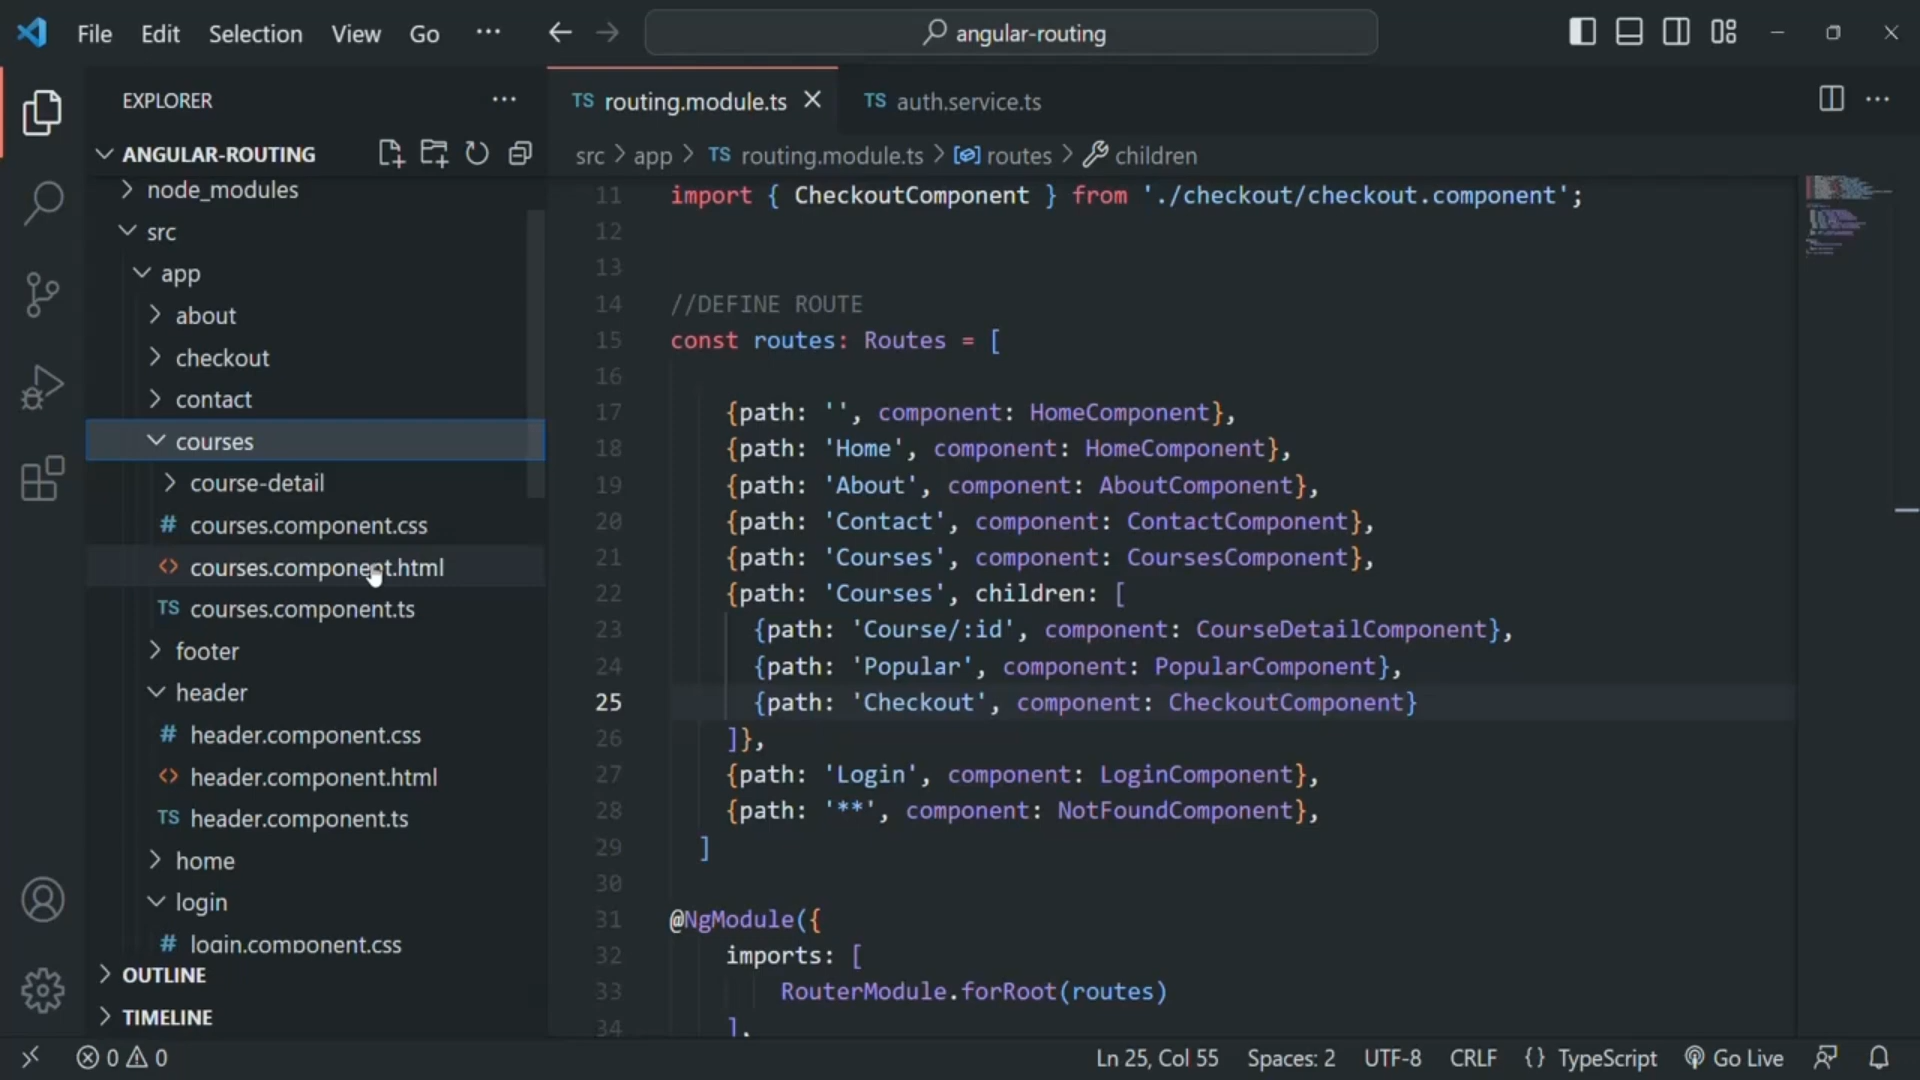 File Edit Selection View Go ··· angular-routing
EXPLORER ···
TS routing.module.ts TS auth.service.ts ···
ANGULAR-ROUTING
src > app > TS routing.module.ts > routes > children
node_modules
src
app
about
checkout
contact
courses
course-detail
# courses.component.css
<> courses.component.html
TS courses.component.ts
footer
header
# header.component.css
<> header.component.html
TS header.component.ts
home
login
# login.component.css
OUTLINE
TIMELINE
11 import { CheckoutComponent } from './checkout/checkout.component';
12
13
14 //DEFINE ROUTE
15 const routes: Routes = [
16
17 {path: '', component: HomeComponent},
18 {path: 'Home', component: HomeComponent},
19 {path: 'About', component: AboutComponent},
20 {path: 'Contact', component: ContactComponent},
21 {path: 'Courses', component: CoursesComponent},
22 {path: 'Courses', children: [
23 {path: 'Course/:id', component: CourseDetailComponent},
24 {path: 'Popular', component: PopularComponent},
25 {path: 'Checkout', component: CheckoutComponent}
26 ]},
27 {path: 'Login', component: LoginComponent},
28 {path: '**', component: NotFoundComponent},
29 ]
30
31 @NgModule({
32 imports: [
33 RouterModule.forRoot(routes)
34 ],
0 0 Ln 25, Col 55 Spaces: 2 UTF-8 CRLF {} TypeScript Go Live